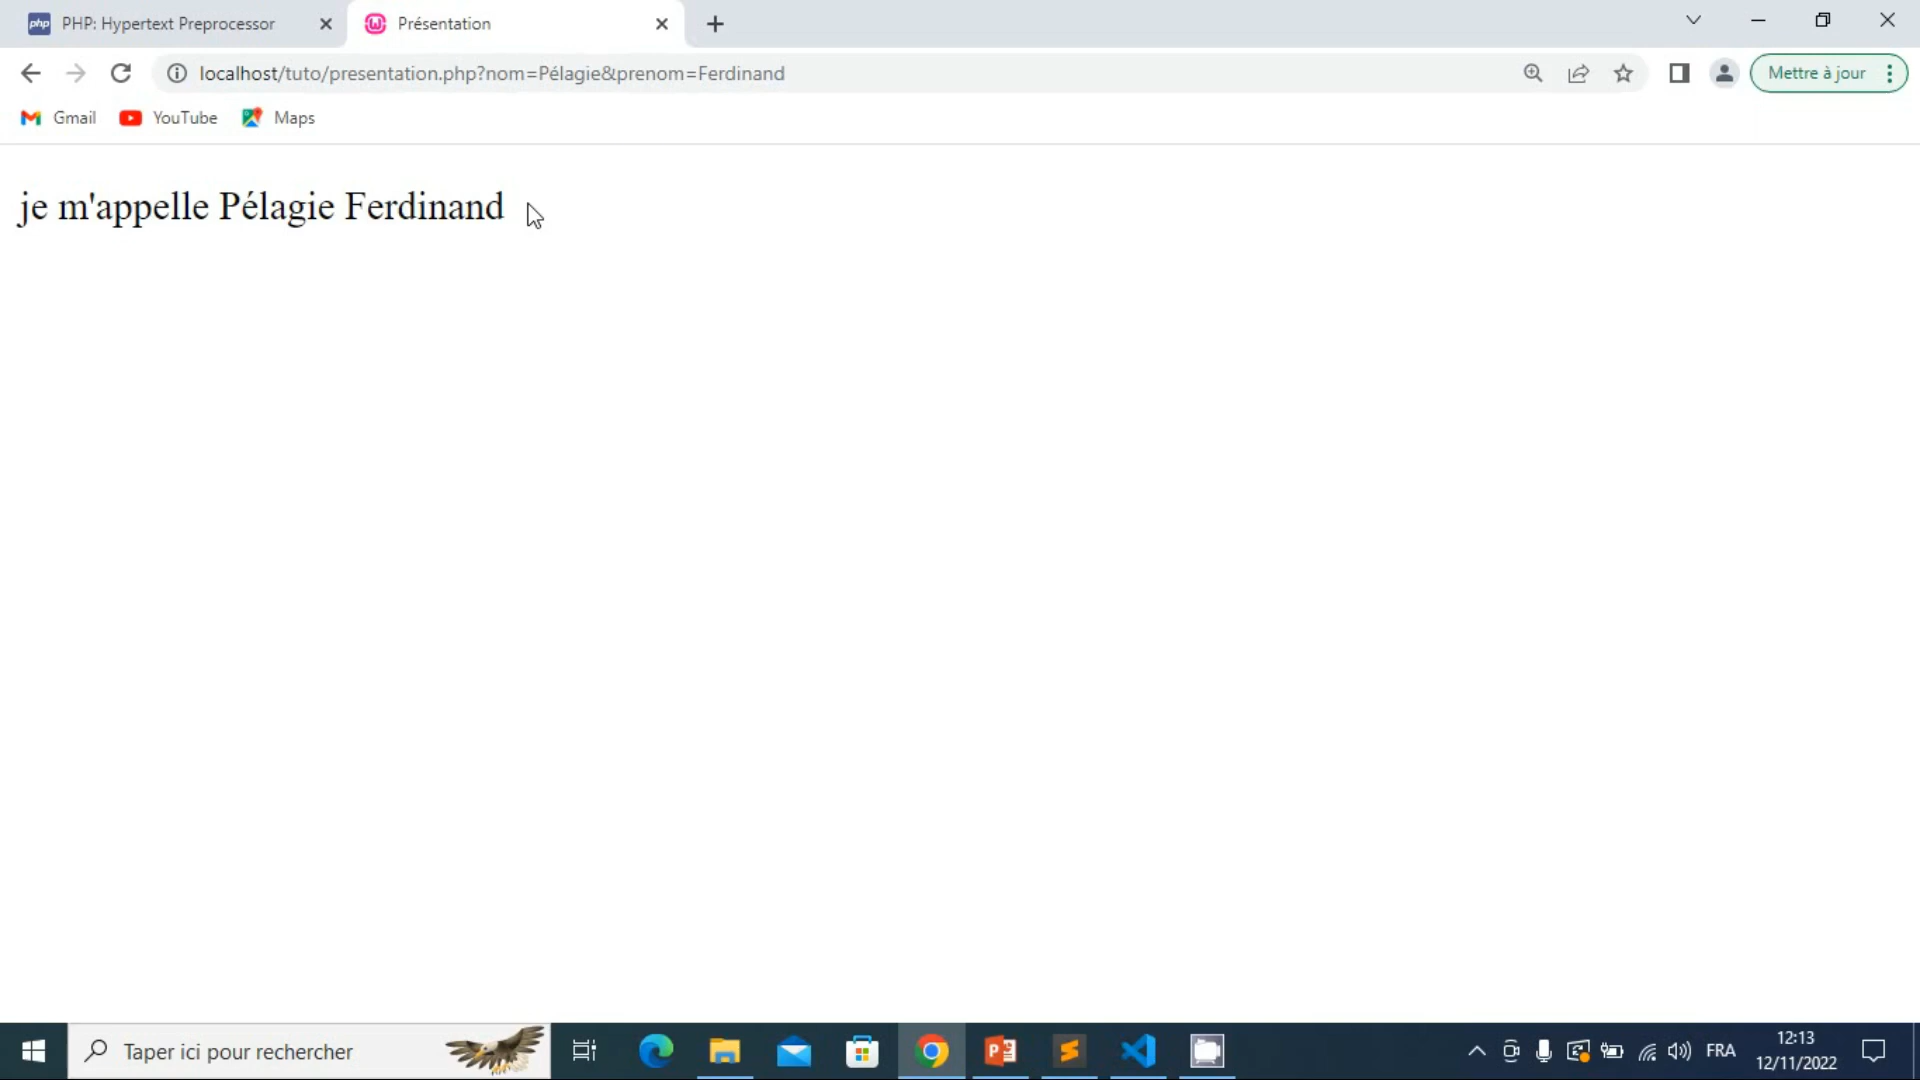 php PHP: Hypertext Preprocessor
Présentation
localhost/tuto/presentation.php?nom=Pélagie&prenom=Ferdinand
Mettre à jour
Gmail YouTube Maps
je m'appelle Pélagie Ferdinand
Taper ici pour rechercher
FRA
12:13
12/11/2022